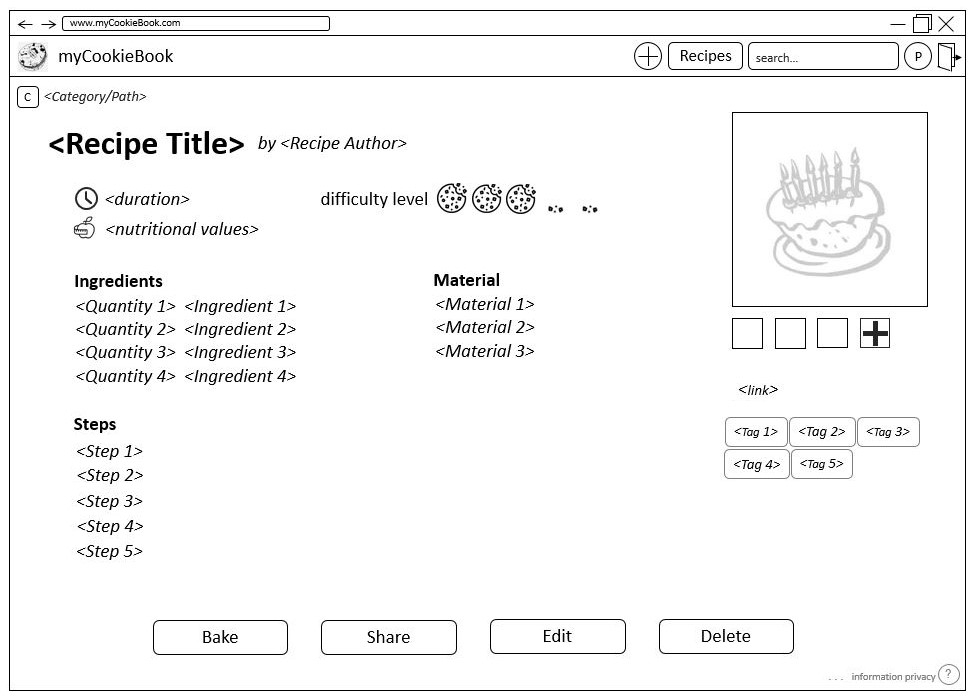 www.myCookieBook.com
myCookieBook Recipes search... P
C <Category/Path>
<Recipe Title> by <Recipe Author>
<duration> difficulty level
<nutritional values>
Ingredients Material
<Quantity 1> <Ingredient 1> <Material 1>
<Quantity 2> <Ingredient 2> <Material 2>
<Quantity 3> <Ingredient 3> <Material 3>
<Quantity 4> <Ingredient 4>
<link>
Steps
<Step 1>
<Step 2>
<Step 3>
<Step 4>
<Step 5>
<Tag 1> <Tag 2> <Tag 3>
<Tag 4> <Tag 5>
Bake Share Edit Delete
... information privacy ?